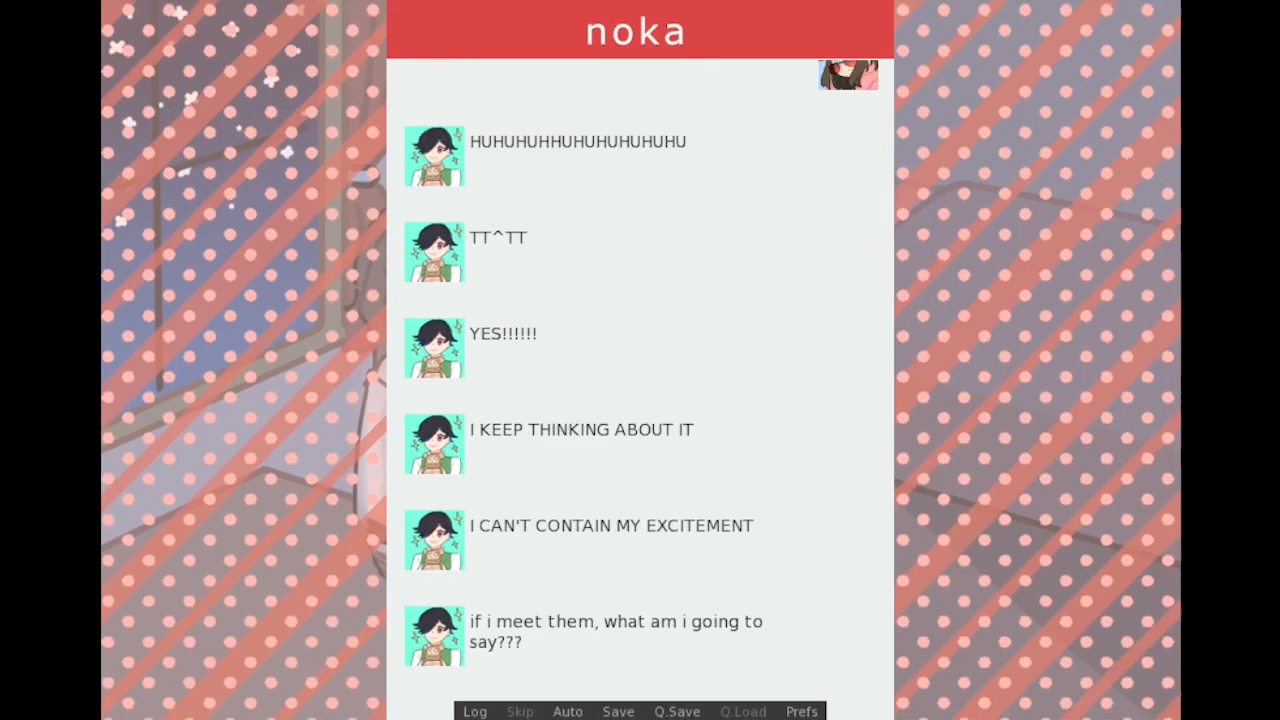 noka
HUHUHUHHUHUHUHUHUHU
TT^TT
YES!!!!!!
I KEEP THINKING ABOUT IT
I CAN'T CONTAIN MY EXCITEMENT
if i meet them, what am i going to
say???
Log Skip Auto Save Q.Save Q.Load Prefs